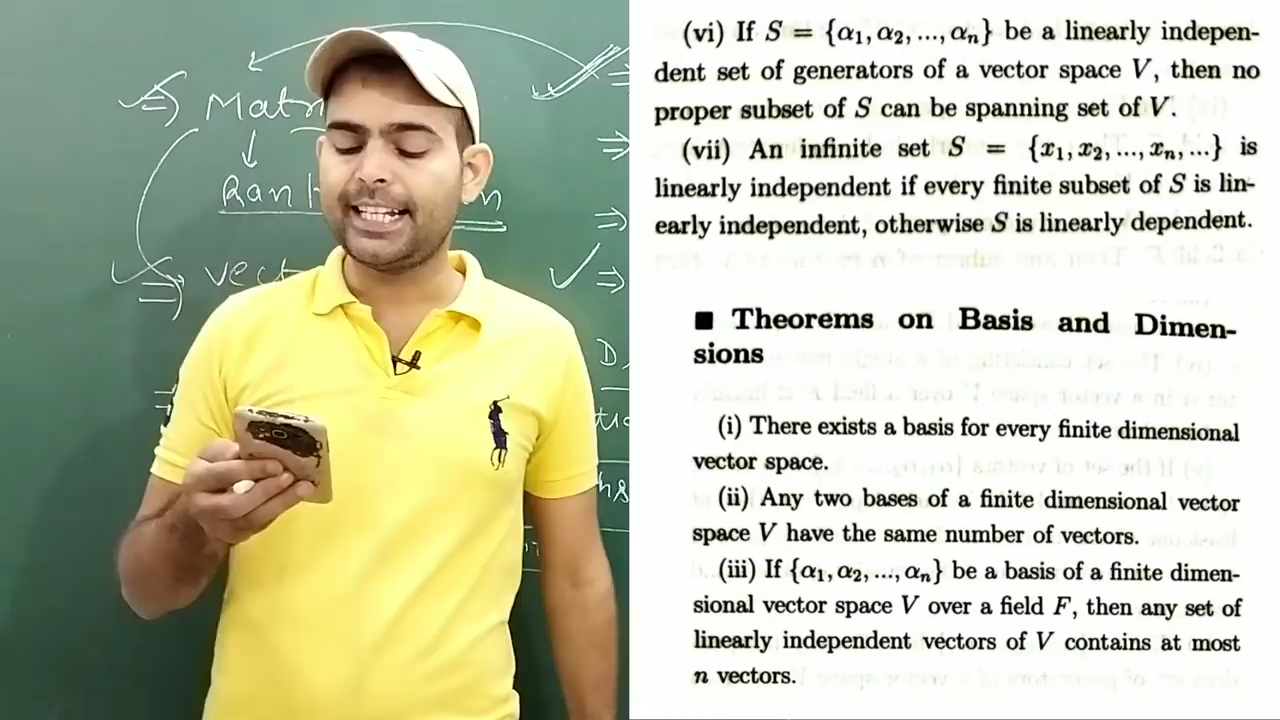 ⇒ Matr
↓
Ran n
⇒ vect
(vi) If S = {α₁, α₂, ..., αₙ} be a linearly indepen-
dent set of generators of a vector space V, then no
proper subset of S can be spanning set of V.
(vii) An infinite set S = {x₁, x₂, ..., xₙ, ...} is
linearly independent if every finite subset of S is lin-
early independent, otherwise S is linearly dependent.
■ Theorems on Basis and Dimen-
sions
(i) There exists a basis for every finite dimensional
vector space.
(ii) Any two bases of a finite dimensional vector
space V have the same number of vectors.
(iii) If {α₁, α₂, ..., αₙ} be a basis of a finite dimen-
sional vector space V over a field F, then any set of
linearly independent vectors of V contains at most
n vectors.